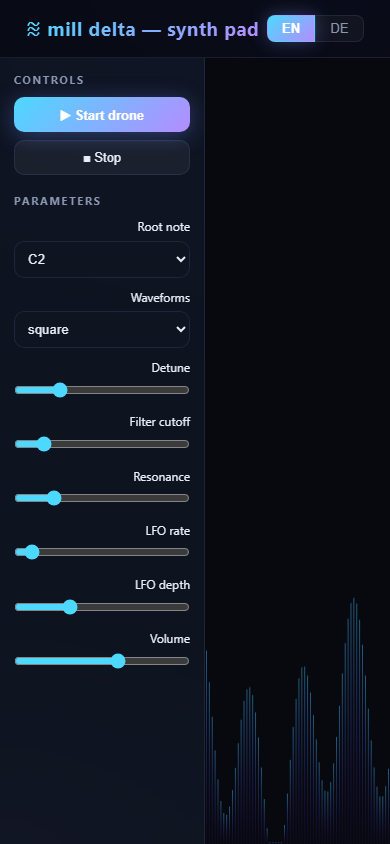 ≋ mill delta — synth pad
EN
DE
CONTROLS
▶ Start drone
■ Stop
PARAMETERS
Root note
C2
Waveforms
square
Detune
Filter cutoff
Resonance
LFO rate
LFO depth
Volume